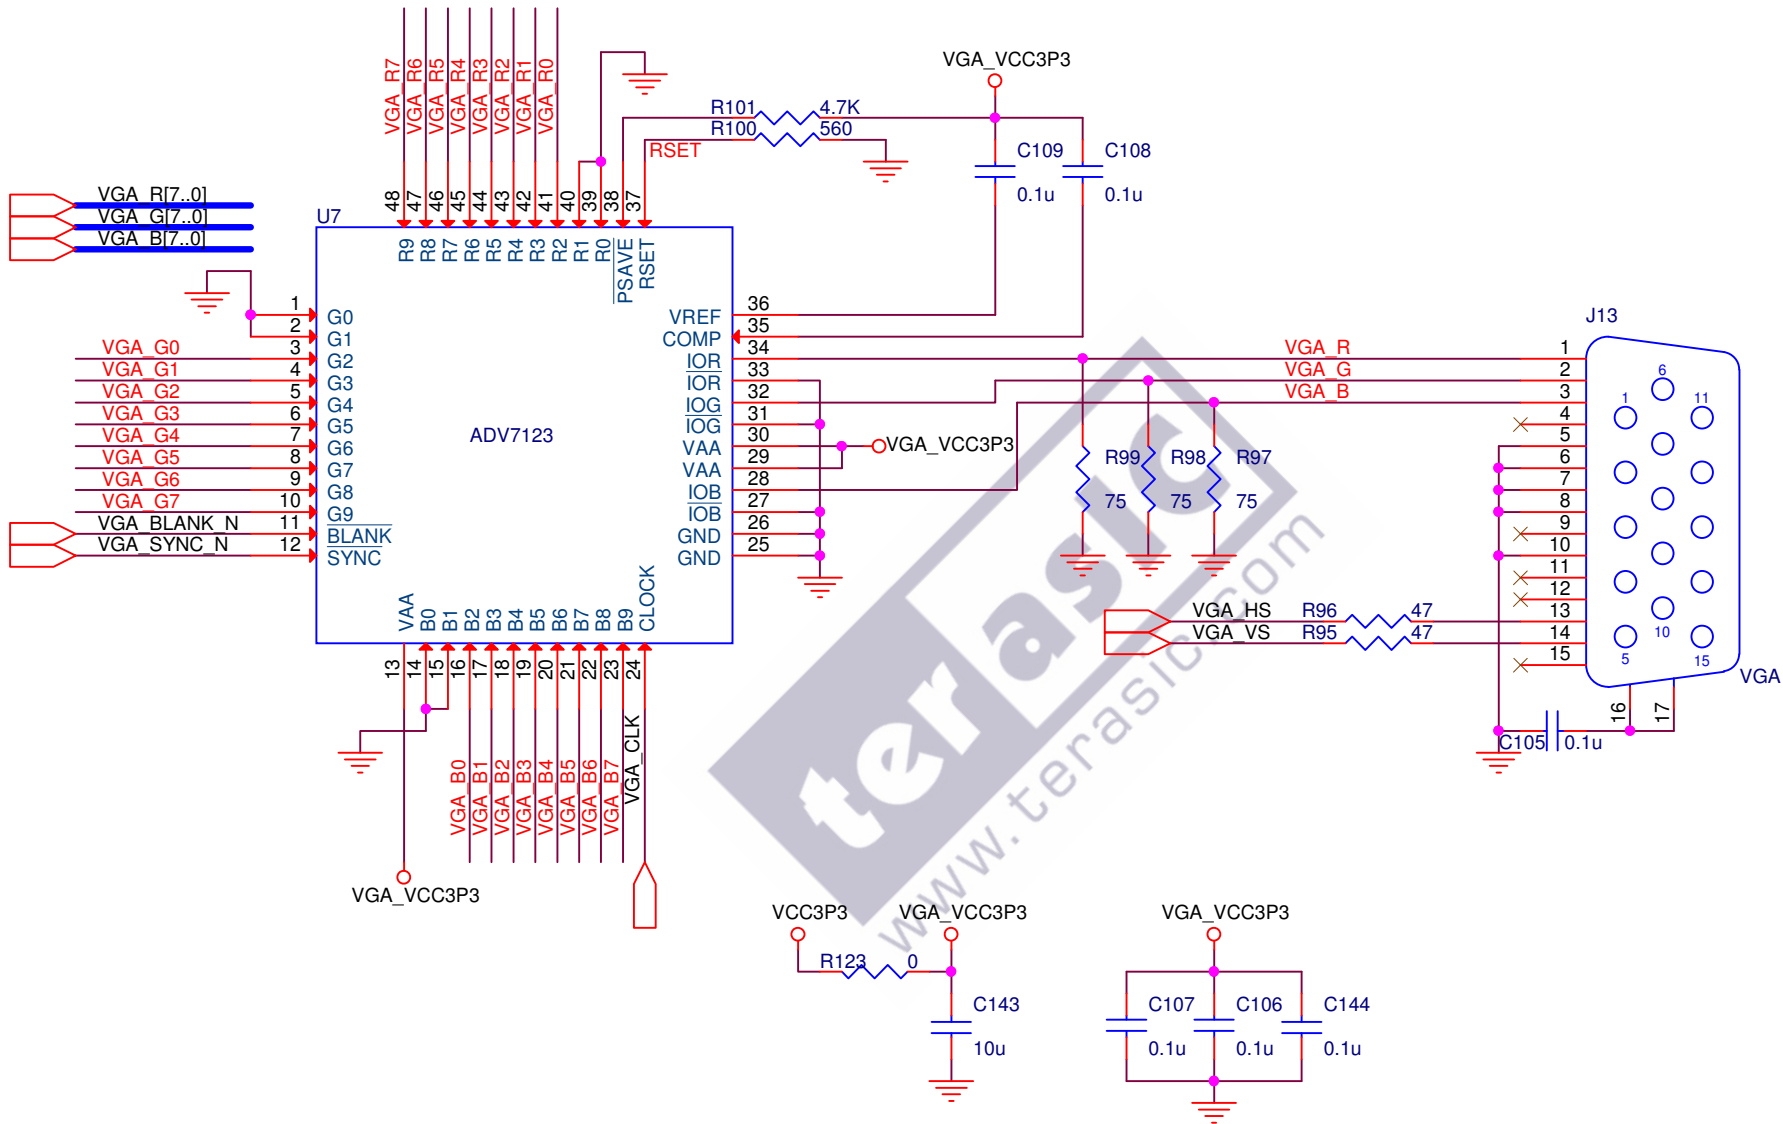 VGA_R7
VGA_R6
VGA_R5
VGA_R4
VGA_R3
VGA_R2
VGA_R1
VGA_R0
VGA_VCC3P3
R101 4.7K
R100 560
RSET
C109
0.1u
C108
0.1u
VGA_R[7..0]
VGA_G[7..0]
VGA_B[7..0]
U7
48 47 46 45 44 43 42 41 40 39 38 37
R9 R8 R7 R6 R5 R4 R3 R2 R1 R0 PSAVE RSET
1 G0
2 G1
VGA_G0 3 G2
VGA_G1 4 G3
VGA_G2 5 G4
VGA_G3 6 G5
VGA_G4 7 G6
VGA_G5 8 G7
VGA_G6 9 G8
VGA_G7 10 G9
VGA_BLANK_N 11 BLANK
VGA_SYNC_N 12 SYNC
ADV7123
VREF 36
COMP 35
IOR 34
IOR 33
IOG 32
IOG 31
VAA 30
VAA 29
IOB 28
IOB 27
GND 26
GND 25
VGA_VCC3P3
VAA B0 B1 B2 B3 B4 B5 B6 B7 B8 B9 CLOCK
13 14 15 16 17 18 19 20 21 22 23 24
VGA_B0
VGA_B1
VGA_B2
VGA_B3
VGA_B4
VGA_B5
VGA_B6
VGA_B7
VGA_CLK
VGA_VCC3P3
R99
75
R98
75
R97
75
VGA_R
VGA_G
VGA_B
VGA_HS R96 47
VGA_VS R95 47
J13
1
2
3
4
5
6
7
8
9
10
11
12
13
14
15
6
1 11
10
5 15
VGA
16 17
C105 0.1u
terasic
www.terasic.com
VCC3P3 VGA_VCC3P3
R123 0
C143
10u
VGA_VCC3P3
C107
0.1u
C106
0.1u
C144
0.1u